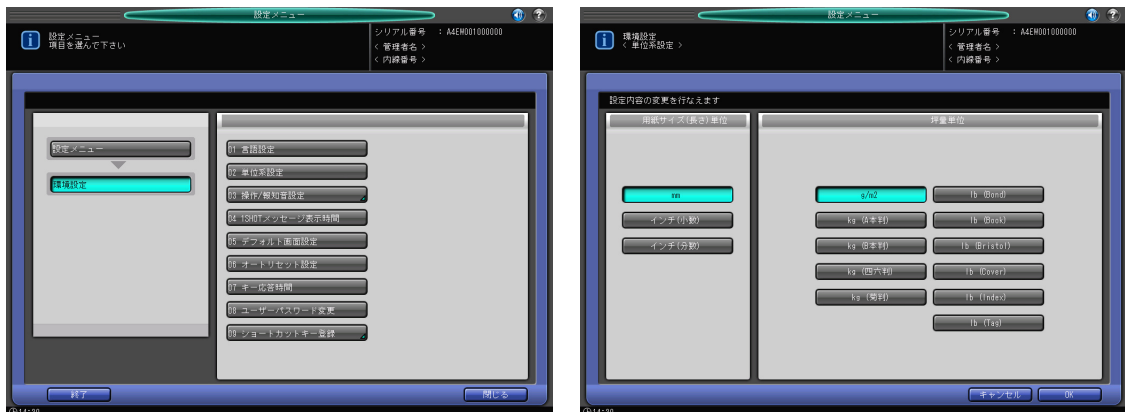 設定メニュー
設定メニュー
項目を選んで下さい
シリアル番号 : A4EM001000000
< 管理者名 >
< 内線番号 >
設定メニュー
環境設定
01 言語設定
02 単位系設定
03 操作/報知音設定
04 1SHOTメッセージ表示時間
05 デフォルト画面設定
06 オートリセット設定
07 キー応答時間
08 ユーザーパスワード変更
09 ショートカットキー登録
終了
閉じる
14:30
設定メニュー
環境設定
< 単位系設定 >
シリアル番号 : A4EM001000000
< 管理者名 >
< 内線番号 >
設定内容の変更を行なえます
用紙サイズ(長さ)単位
坪量単位
mm
インチ(小数)
インチ(分数)
g/m2
kg (A本判)
kg (B本判)
kg (四六判)
kg (菊判)
lb (Bond)
lb (Book)
lb (Bristol)
lb (Cover)
lb (Index)
lb (Tag)
キャンセル
OK
14:30